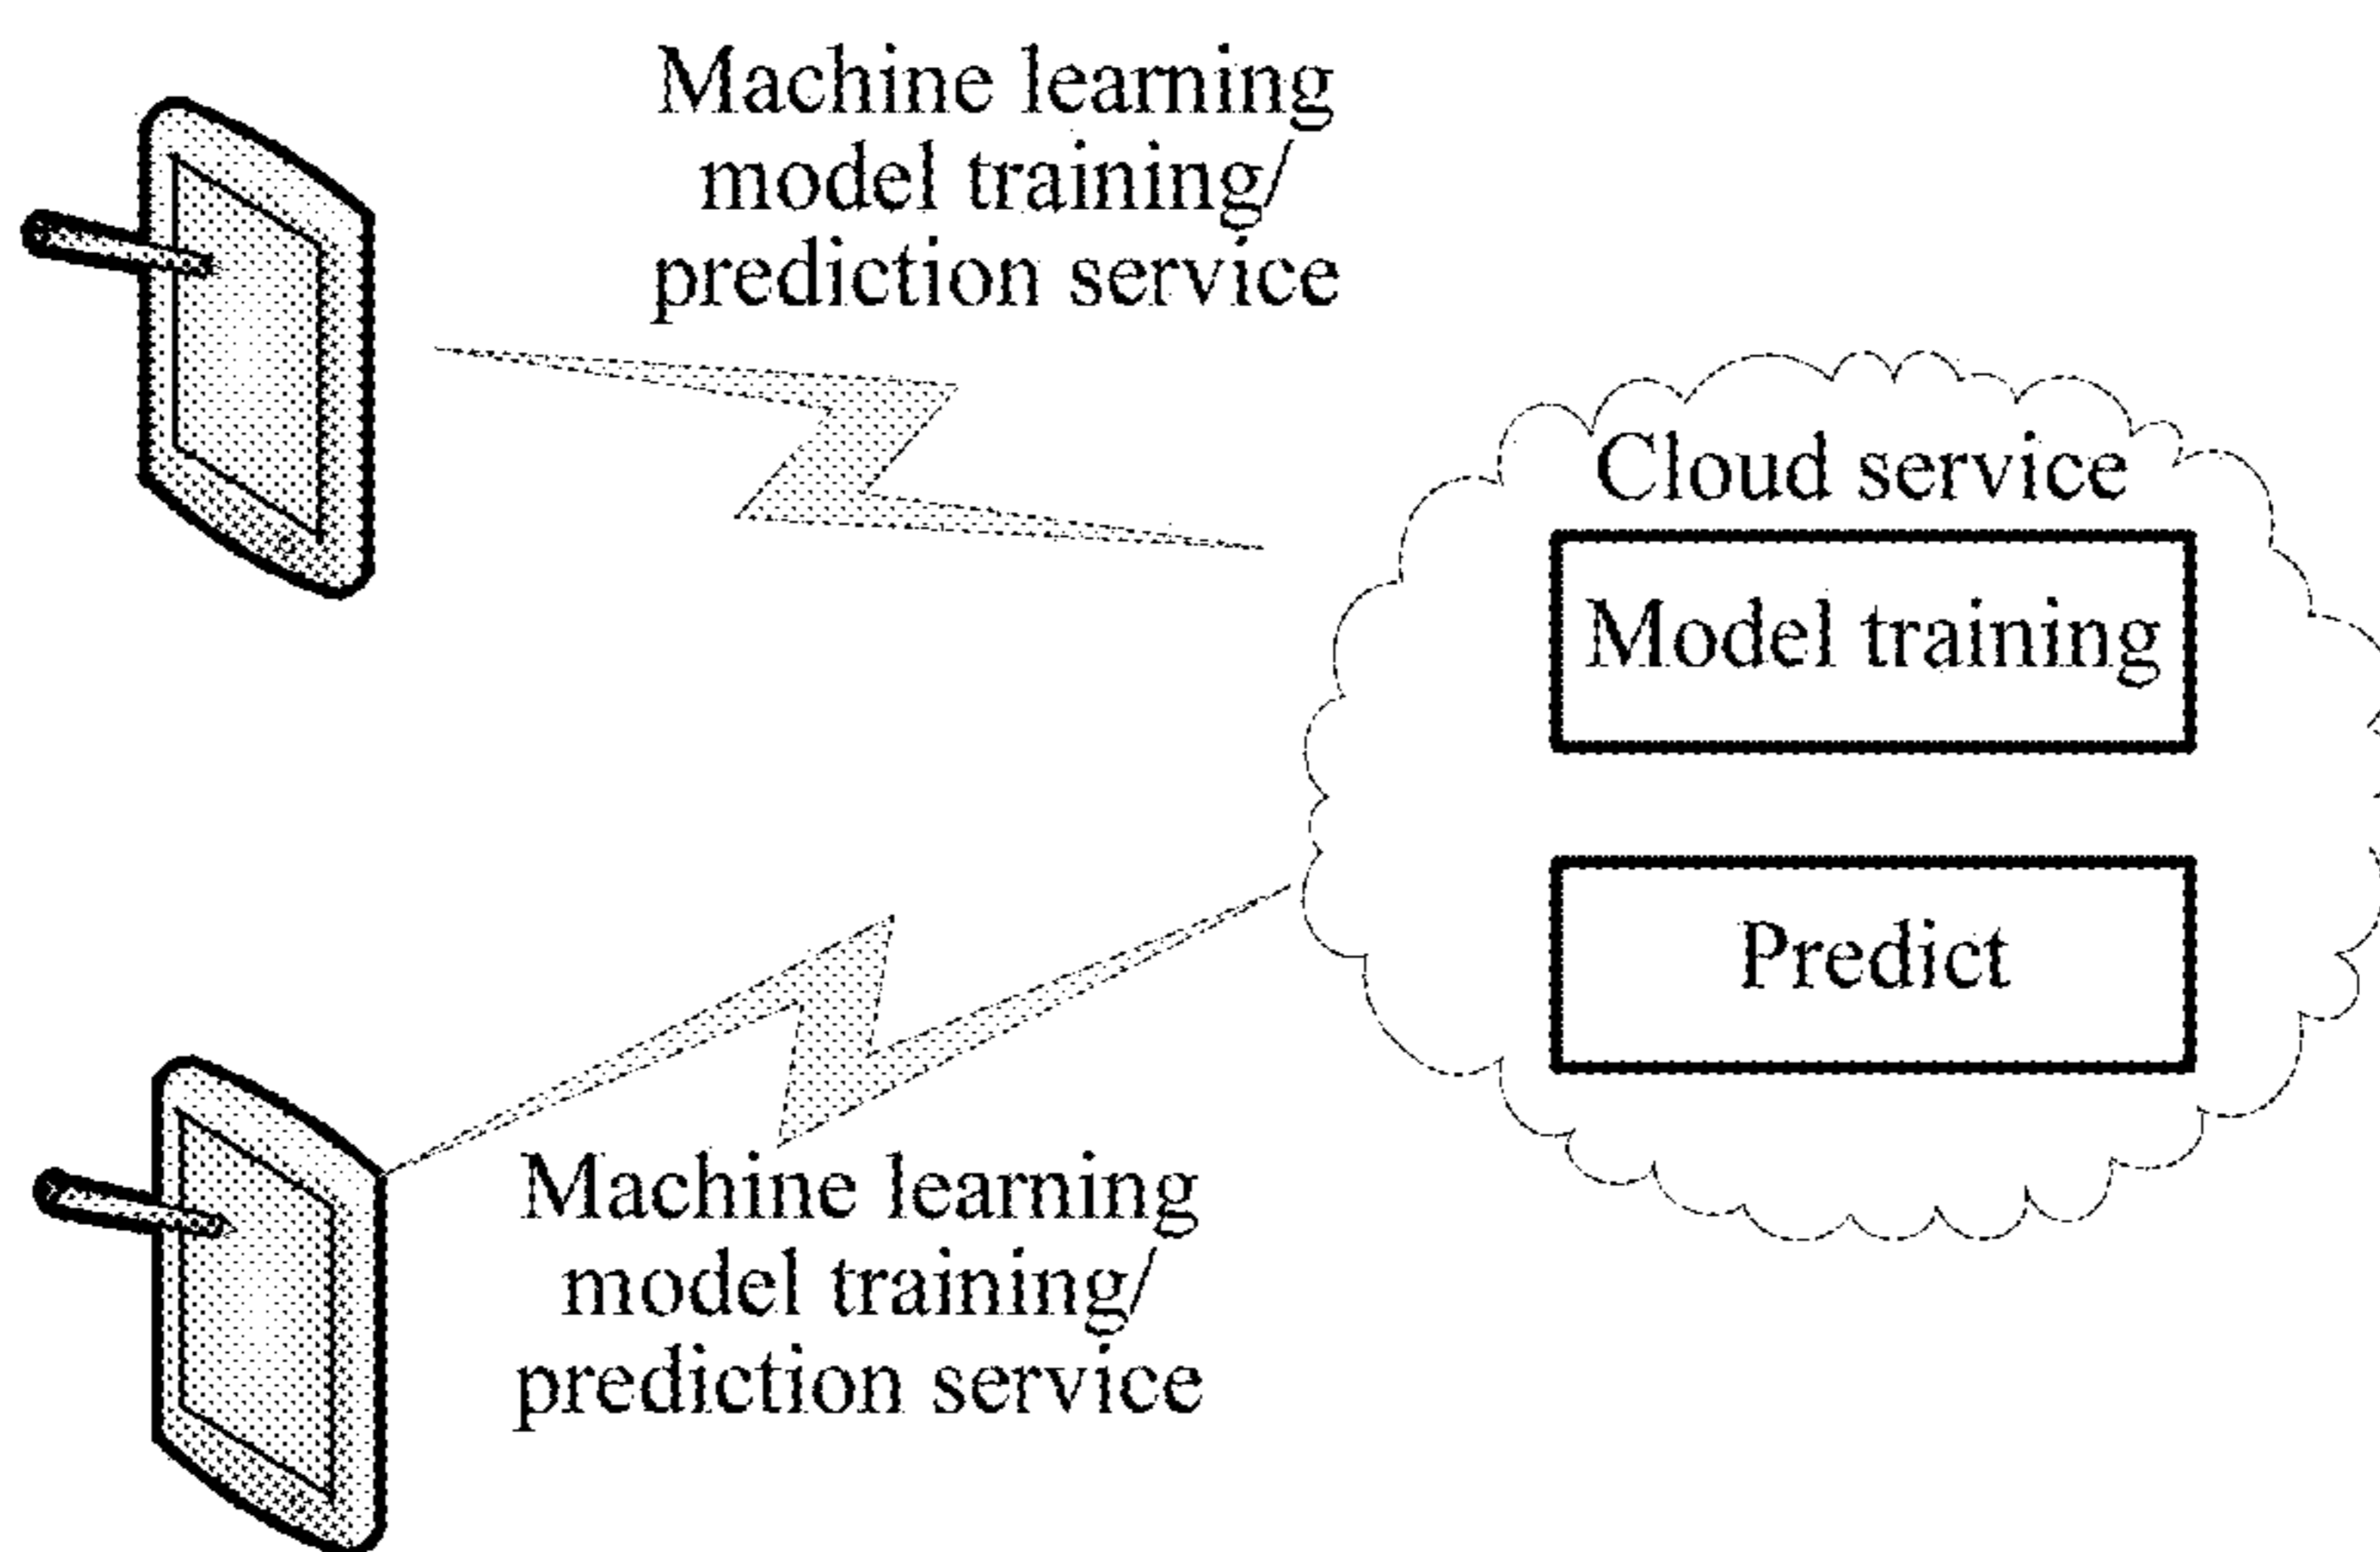 Machine learning
model training/
prediction service
Cloud service
Model training
Predict
Machine learning
model training/
prediction service